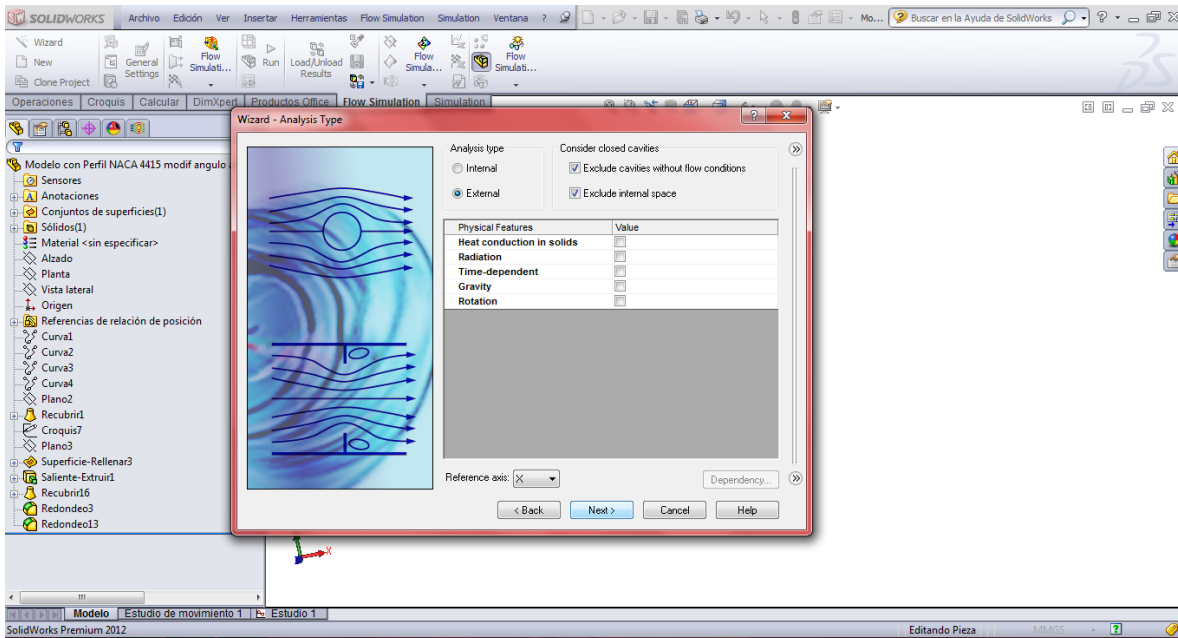 SOLIDWORKS Archivo Edición Ver Insertar Herramientas Flow Simulation Simulation Ventana ? Mo... Buscar en la Ayuda de SolidWorks
Wizard
New
Clone Project
General Settings
Flow Simulati...
Run
Load/Unload Results
Flow Simula...
Flow Simulati...
Operaciones Croquis Calcular DimXpert Productos Office Flow Simulation Simulation
Modelo con Perfil NACA 4415 modif angulo
Sensores
Anotaciones
Conjuntos de superficies(1)
Sólidos(1)
Material <sin especificar>
Alzado
Planta
Vista lateral
Origen
Referencias de relación de posición
Curva1
Curva2
Curva3
Curva4
Plano2
Recubrir1
Croquis7
Plano3
Superficie-Rellenar3
Saliente-Extruir1
Recubrir16
Redondeo3
Redondeo13
Wizard - Analysis Type
Analysis type
Internal
External
Consider closed cavities
Exclude cavities without flow conditions
Exclude internal space
Physical Features Value
Heat conduction in solids
Radiation
Time-dependent
Gravity
Rotation
Reference axis: X
Dependency...
< Back Next > Cancel Help
X
Modelo Estudio de movimiento 1 Estudio 1
SolidWorks Premium 2012 Editando Pieza MMGS